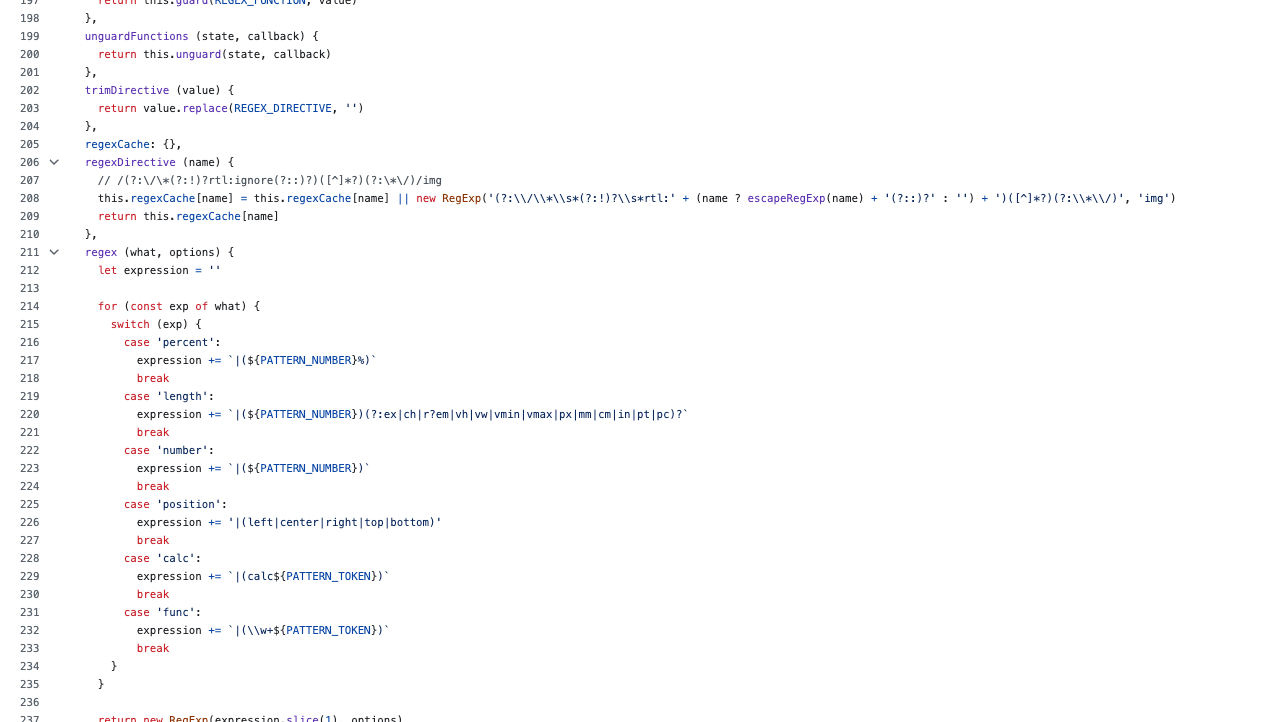 197 return this.guard(REGEX_FUNCTION, value)
198 },
199 unguardFunctions (state, callback) {
200 return this.unguard(state, callback)
201 },
202 trimDirective (value) {
203 return value.replace(REGEX_DIRECTIVE, '')
204 },
205 regexCache: {},
206 regexDirective (name) {
207 // /(?:\/\*(?:!)?rtl:ignore(?::)?)([^]*?)(?:\*\/)/img
208 this.regexCache[name] = this.regexCache[name] || new RegExp('(?:\\/\\*\\s*(?:!)?\\s*rtl:' + (name ? escapeRegExp(name) + '(?::)?' : '') + ')([^]*?)(?:\\*\\/)', 'img')
209 return this.regexCache[name]
210 },
211 regex (what, options) {
212 let expression = ''
213
214 for (const exp of what) {
215 switch (exp) {
216 case 'percent':
217 expression += `|(${PATTERN_NUMBER}%)`
218 break
219 case 'length':
220 expression += `|(${PATTERN_NUMBER})(?:ex|ch|r?em|vh|vw|vmin|vmax|px|mm|cm|in|pt|pc)?`
221 break
222 case 'number':
223 expression += `|(${PATTERN_NUMBER})`
224 break
225 case 'position':
226 expression += '|(left|center|right|top|bottom)'
227 break
228 case 'calc':
229 expression += `|(calc${PATTERN_TOKEN})`
230 break
231 case 'func':
232 expression += `|(\\w+${PATTERN_TOKEN})`
233 break
234 }
235 }
236
237 return new RegExp(expression.slice(1), options)